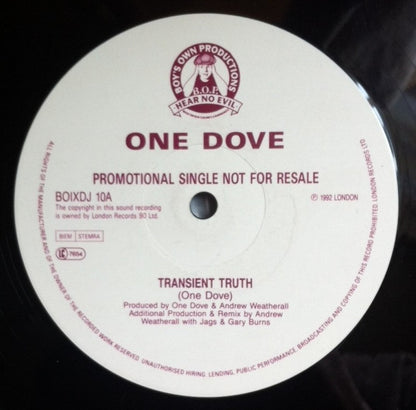 BOY'S OWN PRODUCTIONS
B.O.P.
HEAR NO EVIL
ONE DOVE
PROMOTIONAL SINGLE NOT FOR RESALE
BOIXDJ 10A
The copyright in this sound recording
is owned by London Records 90 Ltd.
℗ 1992 LONDON
BIEM STEMRA
LC 7654
TRANSIENT TRUTH
(One Dove)
Produced by One Dove & Andrew Weatherall
Additional Production & Remix by Andrew
Weatherall with Jags & Gary Burns
ALL RIGHTS OF THE MANUFACTURER AND OF THE OWNER OF THE RECORDED WORK RESERVED. UNAUTHORISED HIRING, LENDING, PUBLIC PERFORMANCE, BROADCASTING AND COPYING OF THIS RECORD PROHIBITED. LONDON RECORDS LTD.